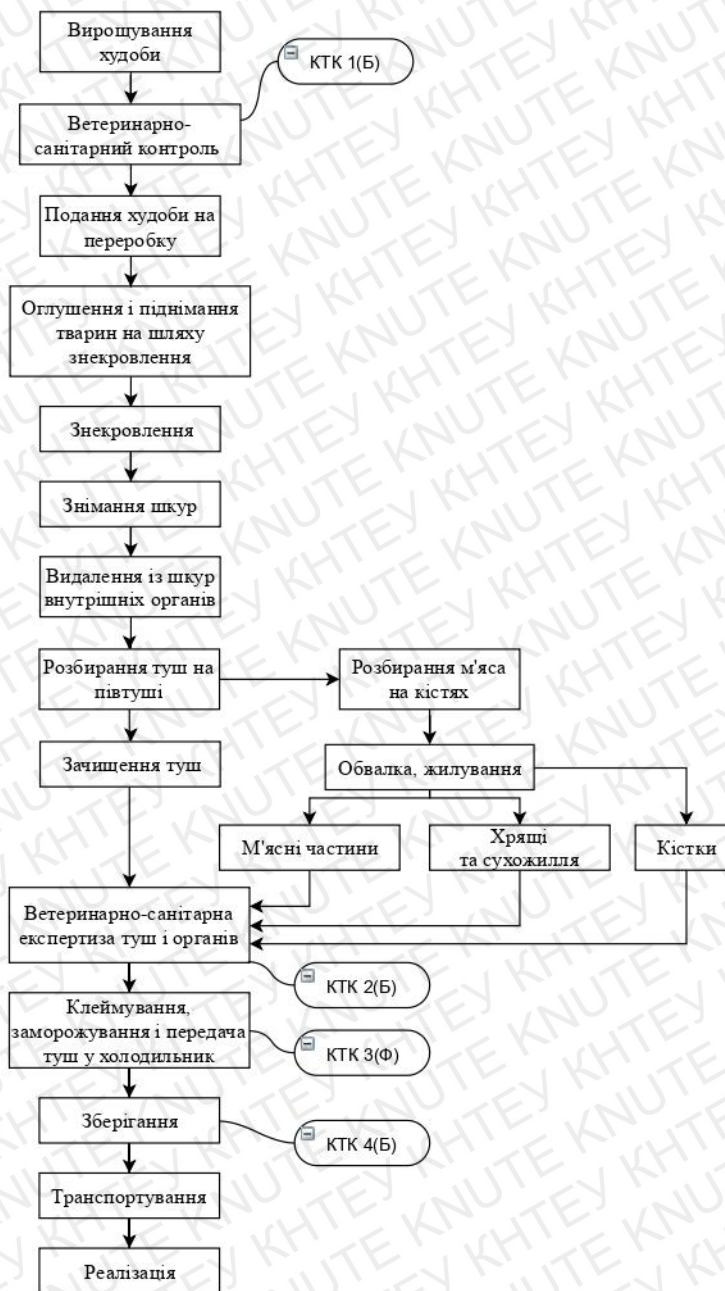 Вирощування
худоби
КТК 1(Б)
Ветеринарно-
санітарний контроль
Подання худоби на
переробку
Оглушення і піднімання
тварин на шляху
знекровлення
Знекровлення
Знімання шкур
Видалення із шкур
внутрішніх органів
Розбирання туш на
півтуші
Розбирання м'яса
на кістях
Зачищення туш
Обвалка, жилування
М'ясні частини
Хрящі
та сухожилля
Кістки
Ветеринарно-санітарна
експертиза туш і органів
КТК 2(Б)
Клеймування,
заморожування і передача
туш у холодильник
КТК 3(Ф)
Зберігання
КТК 4(Б)
Транспортування
Реалізація